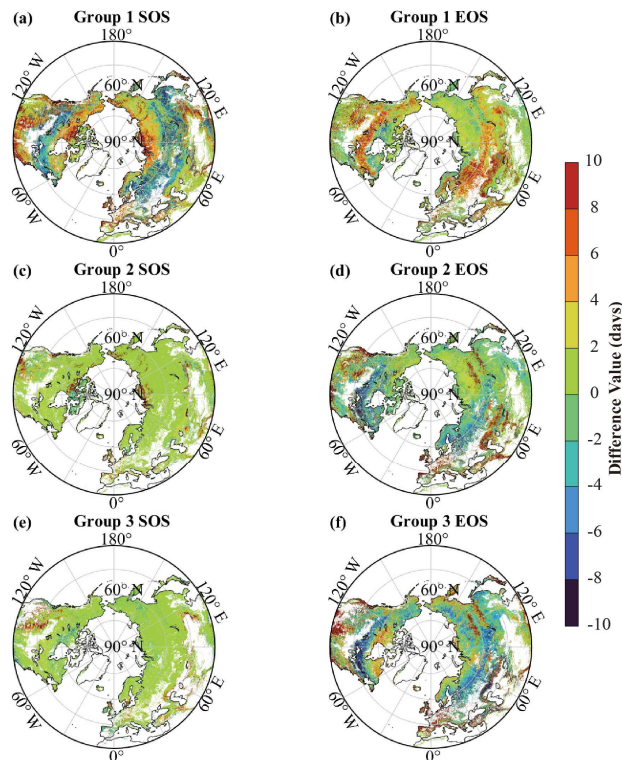 (a) Group 1 SOS
180°
120° W
120° E
60° N
90° N
60° W
60° E
0°
(b) Group 1 EOS
180°
120° W
120° E
60° N
90° N
60° W
60° E
0°
(c) Group 2 SOS
180°
120° W
120° E
60° N
90° N
60° W
60° E
0°
(d) Group 2 EOS
180°
120° W
120° E
60° N
90° N
60° W
60° E
0°
(e) Group 3 SOS
180°
120° W
120° E
60° N
90° N
60° W
60° E
0°
(f) Group 3 EOS
180°
120° W
120° E
60° N
90° N
60° W
60° E
0°
10
8
6
4
2
0
-2
-4
-6
-8
-10
Difference Value (days)